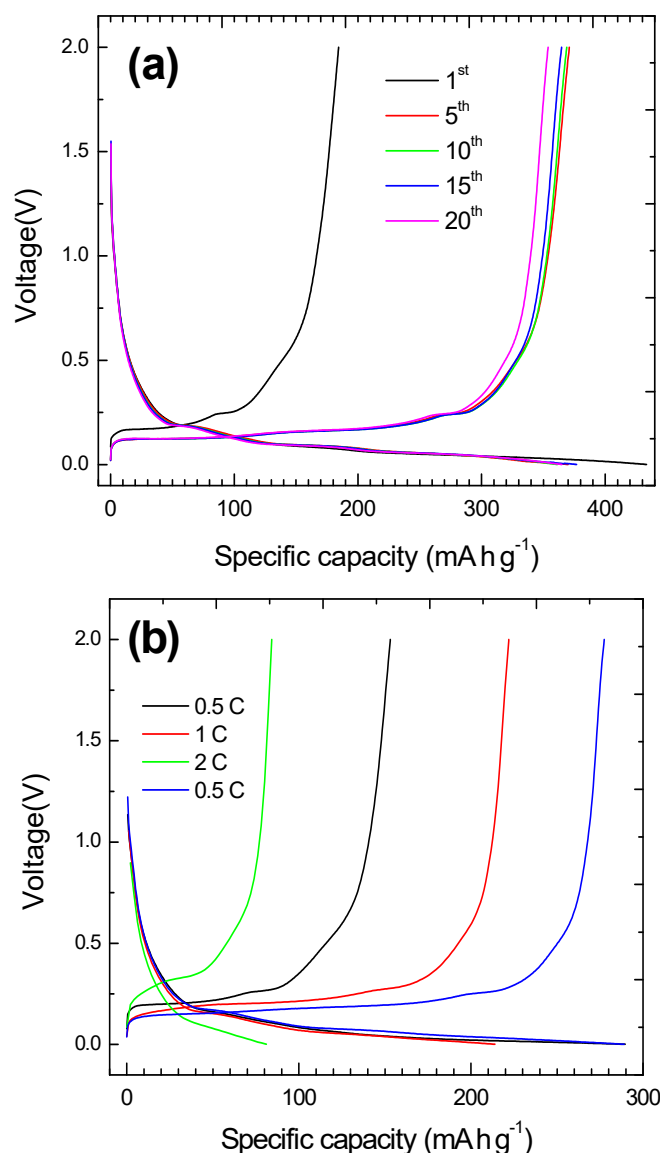 (a)
2.0
1.5
1.0
0.5
0.0
Voltage(V)
1st
5th
10th
15th
20th
0
100
200
300
400
Specific capacity (mA h g-1)
(b)
2.0
1.5
1.0
0.5
0.0
Voltage(V)
0.5 C
1 C
2 C
0.5 C
0
100
200
300
Specific capacity (mA h g-1)